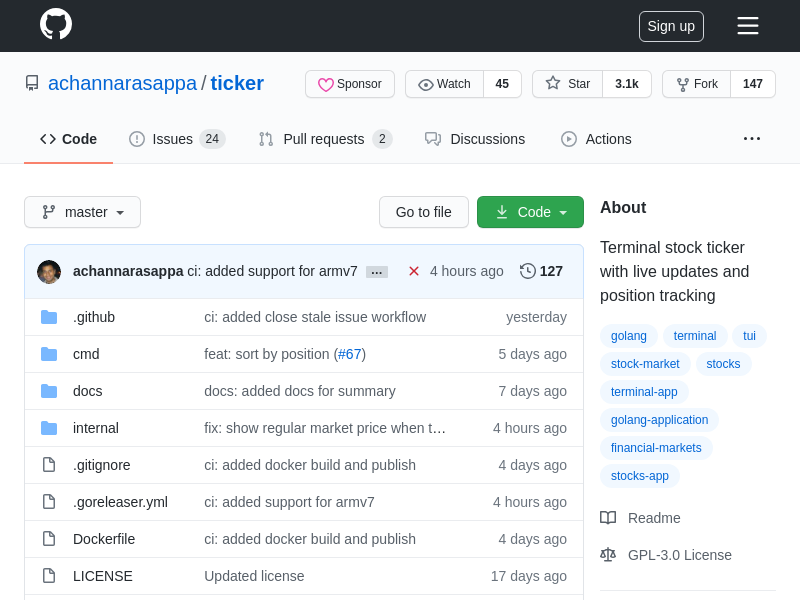 Sign up
achannarasappa / ticker
Sponsor
Watch 45
Star 3.1k
Fork 147
Code
Issues 24
Pull requests 2
Discussions
Actions
...
master
Go to file
Code
achannarasappa ci: added support for armv7 ... 4 hours ago 127
.github ci: added close stale issue workflow yesterday
cmd feat: sort by position (#67) 5 days ago
docs docs: added docs for summary 7 days ago
internal fix: show regular market price when t… 4 hours ago
.gitignore ci: added docker build and publish 4 days ago
.goreleaser.yml ci: added support for armv7 4 hours ago
Dockerfile ci: added docker build and publish 4 days ago
LICENSE Updated license 17 days ago
About
Terminal stock ticker
with live updates and
position tracking
golang terminal tui
stock-market stocks
terminal-app
golang-application
financial-markets
stocks-app
Readme
GPL-3.0 License